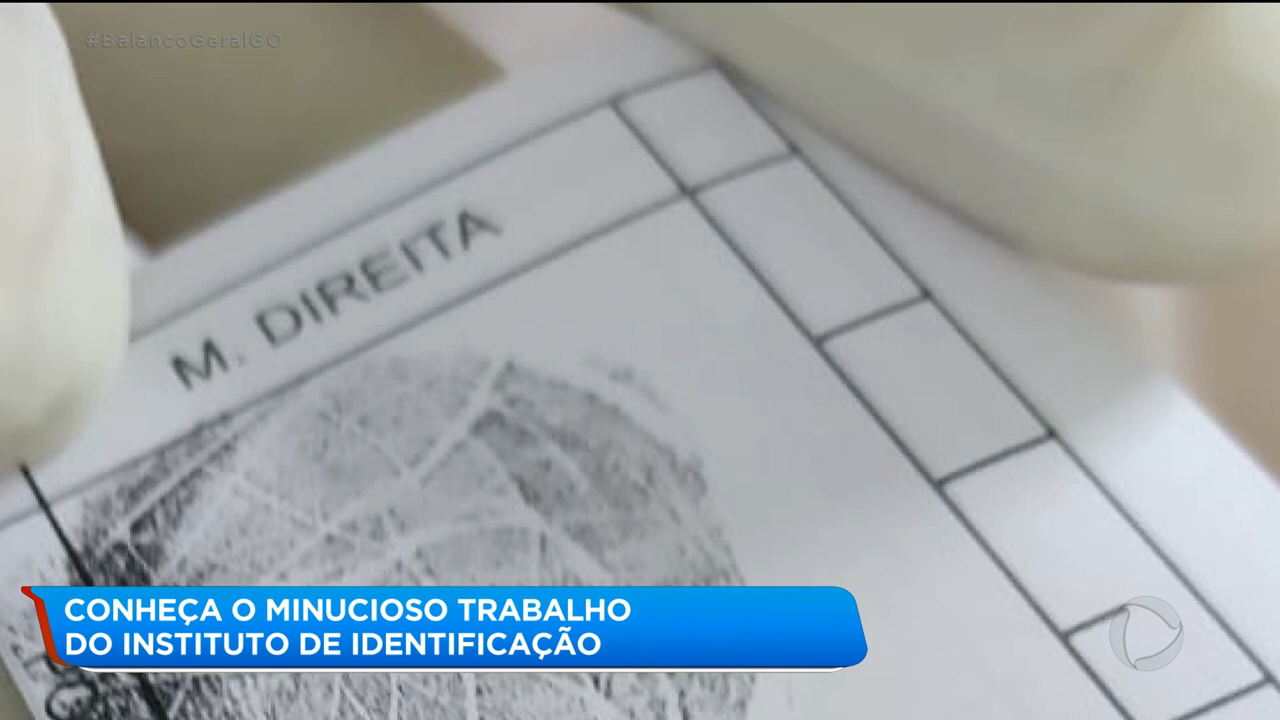 #BalancoGeralGO
M. DIREITA
CONHEÇA O MINUCIOSO TRABALHO
DO INSTITUTO DE IDENTIFICAÇÃO